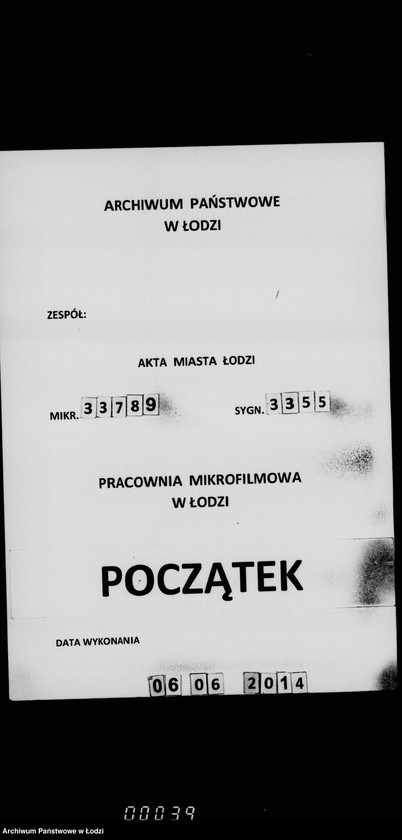 ARCHIWUM PAŃSTWOWE
W ŁODZI
ZESPÓŁ:
AKTA MIASTA ŁODZI
MIKR. 33789 SYGN. 3355
PRACOWNIA MIKROFILMOWA
W ŁODZI
POCZĄTEK
DATA WYKONANIA
06 06 2014
00039
Archiwum Państwowe w Łodzi